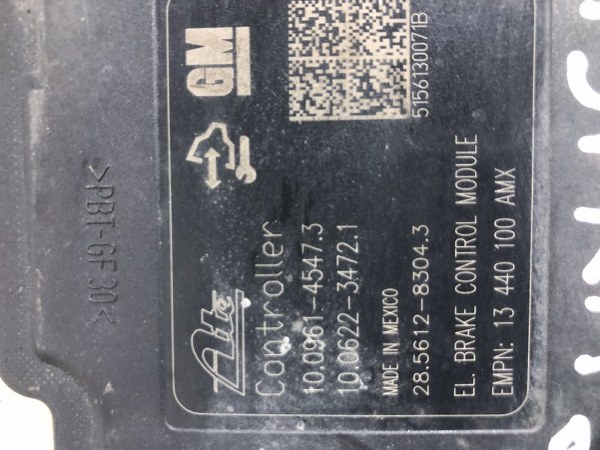 GM
5156130071B
Ate
Controller
10.0961-4547.3
10.0622-3472.1
MADE IN MEXICO
28.5612-8304.3
EL. BRAKE CONTROL MODULE
EMPN: 13 440 100 AMX
>PBT-GF30<